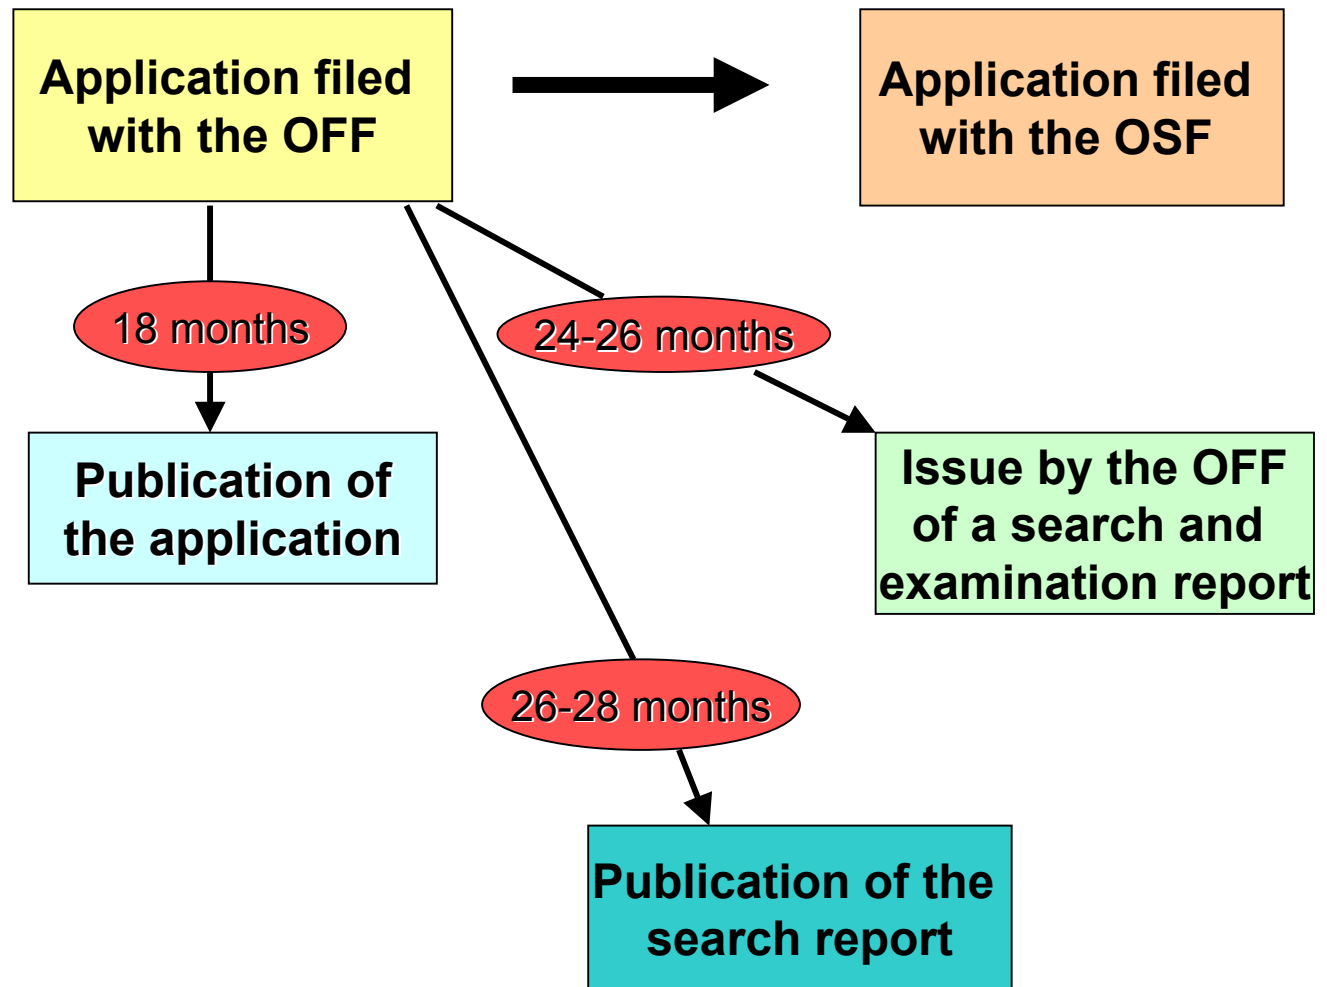 Application filed
with the OFF
Application filed
with the OSF
18 months
24-26 months
Publication of
the application
Issue by the OFF
of a search and
examination report
26-28 months
Publication of the
search report